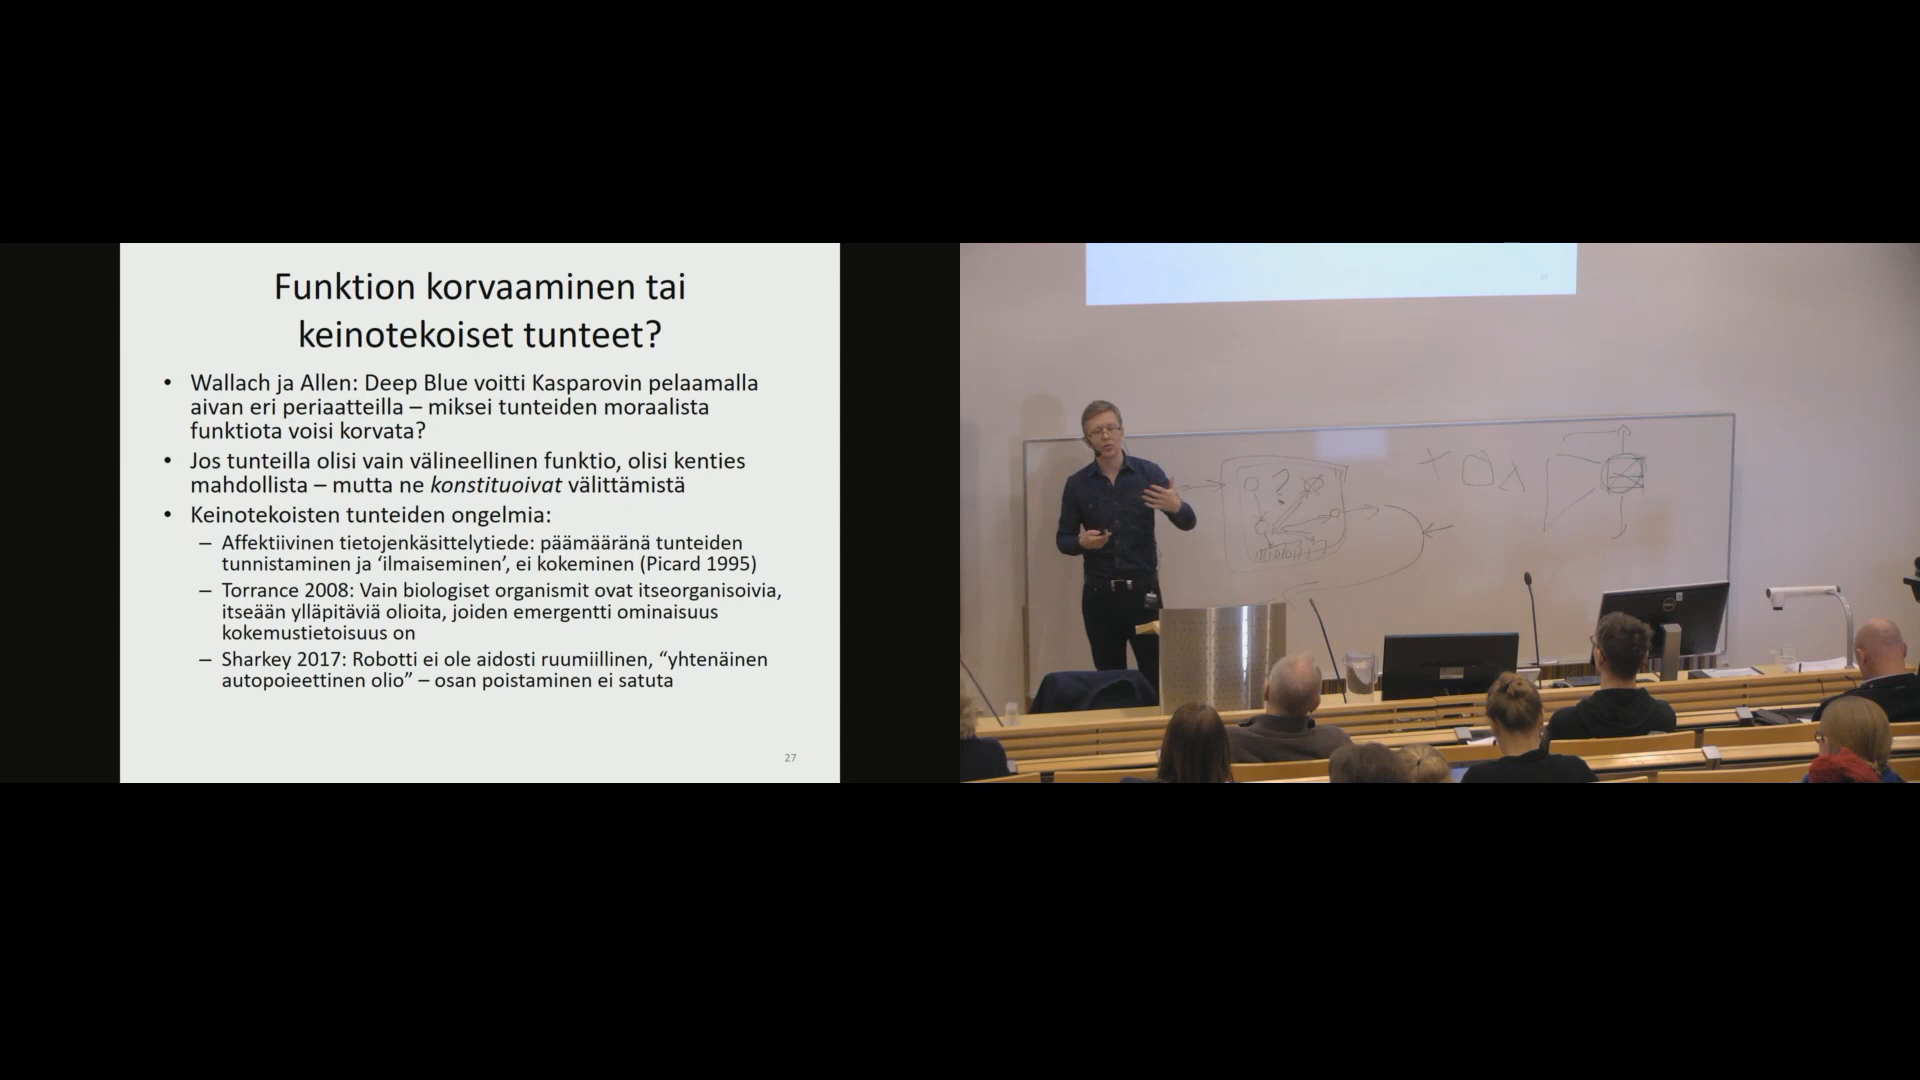 Funktion korvaaminen tai
keinotekoiset tunteet?
• Wallach ja Allen: Deep Blue voitti Kasparovin pelaamalla
aivan eri periaatteilla – miksei tunteiden moraalista
funktiota voisi korvata?
• Jos tunteilla olisi vain välineellinen funktio, olisi kenties
mahdollista – mutta ne konstituoivat välittämistä
• Keinotekoisten tunteiden ongelmia:
– Affektiivinen tietojenkäsittelytiede: päämääränä tunteiden
tunnistaminen ja ‘ilmaiseminen’, ei kokeminen (Picard 1995)
– Torrance 2008: Vain biologiset organismit ovat itseorganisoivia,
itseään ylläpitäviä olioita, joiden emergentti ominaisuus
kokemustietoisuus on
– Sharkey 2017: Robotti ei ole aidosti ruumiillinen, “yhtenäinen
autopoieettinen olio” – osan poistaminen ei satuta
27
27
?